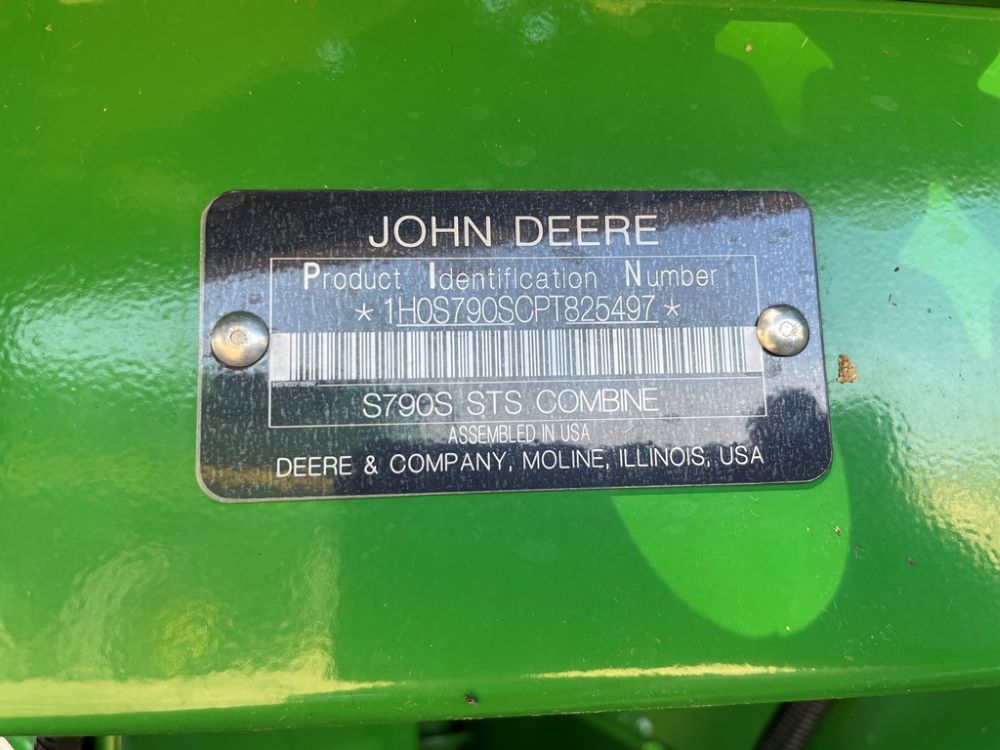 JOHN DEERE
Product Identification Number
*1H0S790SCPT825497*
S790S STS COMBINE
ASSEMBLED IN USA
DEERE & COMPANY, MOLINE, ILLINOIS, USA